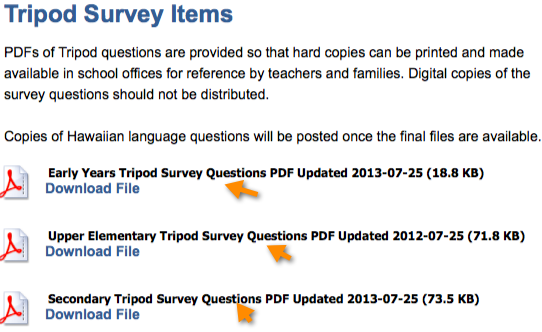 Tripod Survey Items
PDFs of Tripod questions are provided so that hard copies can be printed and made
available in school offices for reference by teachers and families. Digital copies of the
survey questions should not be distributed.
Copies of Hawaiian language questions will be posted once the final files are available.
Early Years Tripod Survey Questions PDF Updated 2013-07-25 (18.8 KB)
Download File
Upper Elementary Tripod Survey Questions PDF Updated 2012-07-25 (71.8 KB)
Download File
Secondary Tripod Survey Questions PDF Updated 2013-07-25 (73.5 KB)
Download File